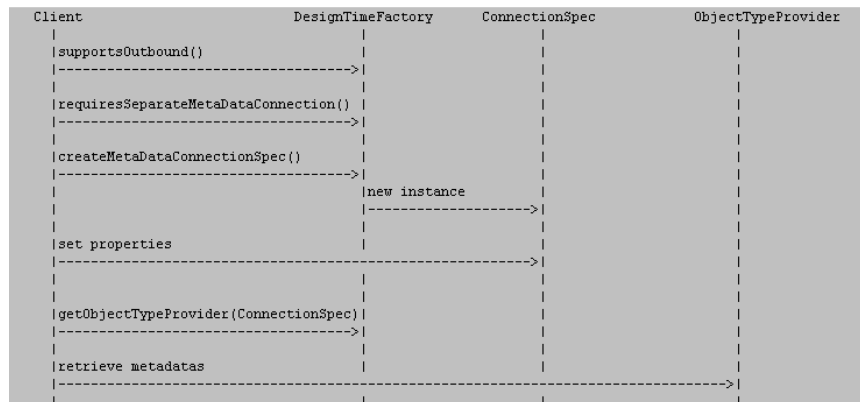 Client DesignTimeFactory ConnectionSpec ObjectTypeProvider
supportsOutbound()
requiresSeparateMetaDataConnection()
createMetaDataConnectionSpec()
new instance
set properties
getObjectTypeProvider(ConnectionSpec)
retrieve metadatas